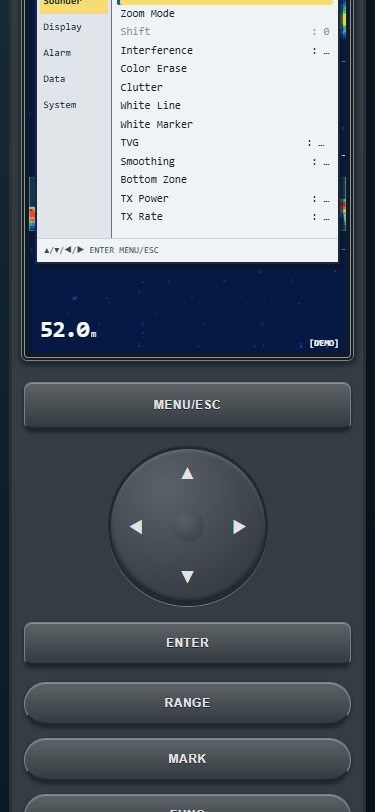 Sounder
Zoom Mode
Display
Shift : 0
Alarm
Interference : …
Color Erase
Data
Clutter
System
White Line
White Marker
TVG : …
Smoothing : …
Bottom Zone
TX Power : …
TX Rate : …
▲/▼/◀/▶ ENTER MENU/ESC
52.0m
[DEMO]
MENU/ESC
▲
◀ ▶
▼
ENTER
RANGE
MARK
FUNC